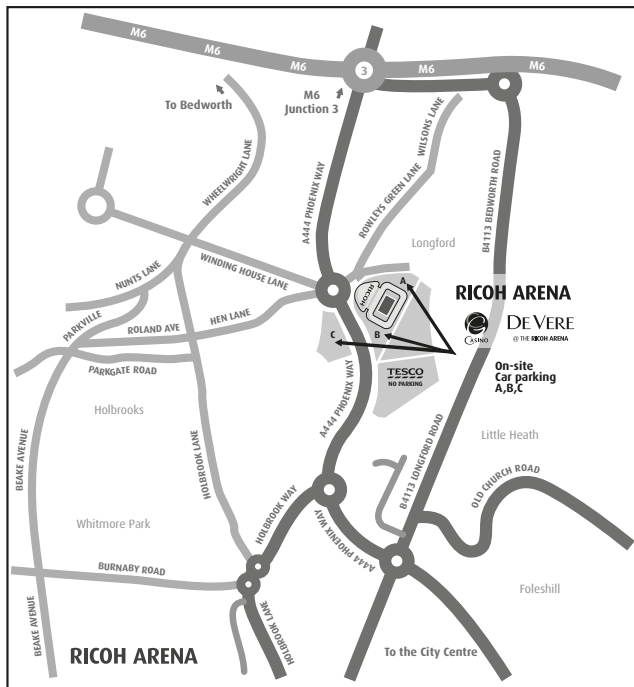 M6
M6
M6
M6
M6
3
M6
Junction 3
To Bedworth
WHEELWRIGHT LANE
WILSONS LANE
ROWLEYS GREEN LANE
A444 PHOENIX WAY
B4113 BEDWORTH ROAD
Longford
WINDING HOUSE LANE
NUNTS LANE
PARKVILLE
ROLAND AVE
HEN LANE
PARKGATE ROAD
RICOH
A
B
C
RICOH ARENA
CASINO
DE VERE
@ THE RICOH ARENA
On-site
Car parking
A,B,C
TESCO
NO PARKING
A444 PHOENIX WAY
Holbrooks
BEAKE AVENUE
HOLBROOK LANE
Little Heath
B4113 LONGFORD ROAD
OLD CHURCH ROAD
Whitmore Park
HOLBROOK WAY
A444 PHOENIX WAY
BURNABY ROAD
Foleshill
BEAKE AVENUE
HOLBROOK LANE
RICOH ARENA
To the City Centre